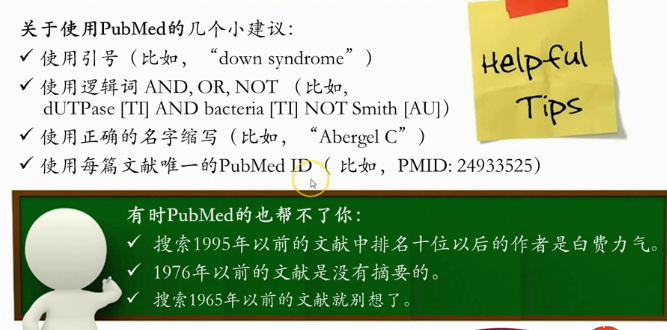 关于使用PubMed的几个小建议：
✓ 使用引号（比如，“down syndrome”）
✓ 使用逻辑词 AND, OR, NOT （比如，
dUTPase [TI] AND bacteria [TI] NOT Smith [AU]）
✓ 使用正确的名字缩写（比如，“Abergel C”）
✓ 使用每篇文献唯一的PubMed ID（ 比如，PMID: 24933525）
Helpful
Tips
有时PubMed的也帮不了你：
✓ 搜索1995年以前的文献中排名十位以后的作者是白费力气。
✓ 1976年以前的文献是没有摘要的。
✓ 搜索1965年以前的文献就别想了。